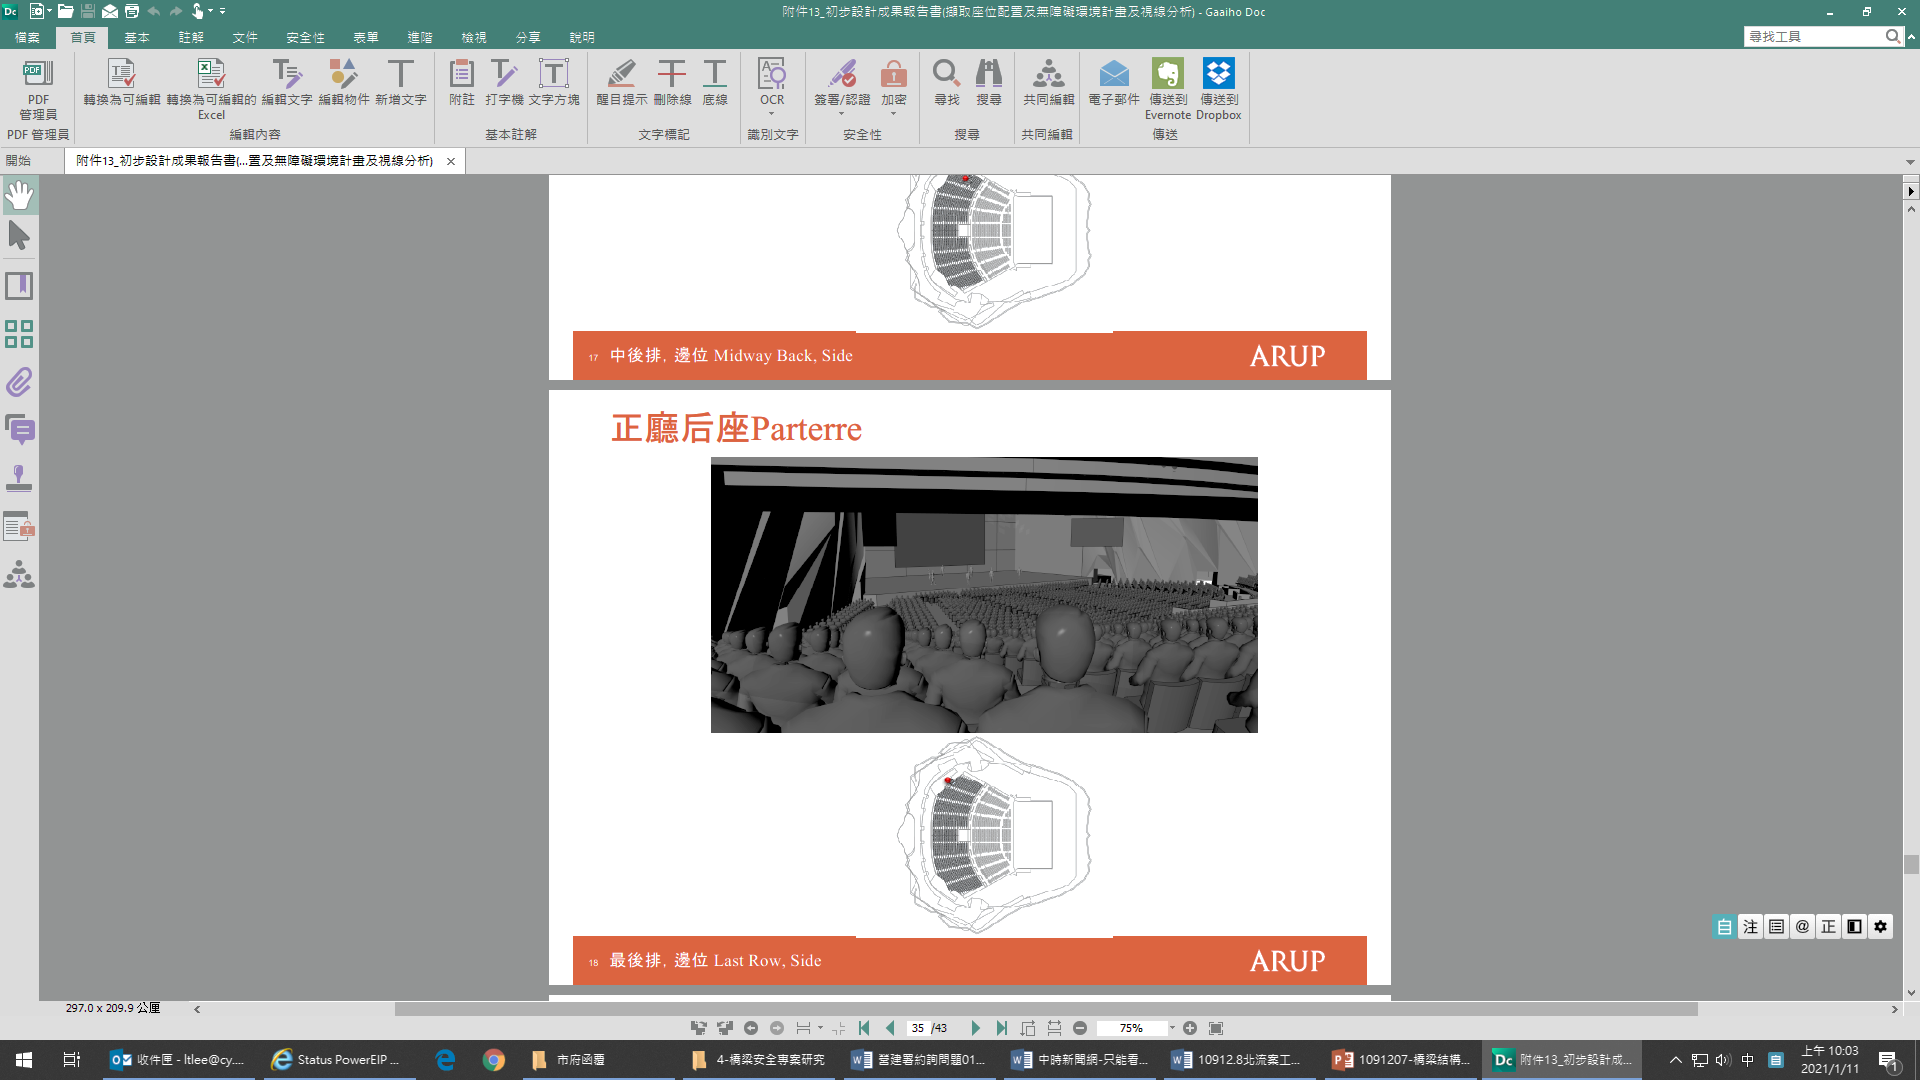 附件13_初步設計成果報告書(擷取座位配置及無障礙環境計畫及視線分析) - Gaaiho Doc
檔案 首頁 基本 註解 文件 安全性 表單 進階 檢視 分享 說明
尋找工具
PDF 管理員
轉換為可編輯
轉換為可編輯的 Excel
編輯文字
編輯物件
新增文字
附註
打字機
文字方塊
醒目提示
刪除線
底線
OCR
簽署/認證
加密
尋找
搜尋
共同編輯
電子郵件
傳送到 Evernote
傳送到 Dropbox
PDF 管理員 編輯內容 基本註解 文字標記 識別文字 安全性 搜尋 共同編輯 傳送
開始
附件13_初步設計成果報告書(...置及無障礙環境計畫及視線分析)
17 中後排, 邊位 Midway Back, Side
ARUP
正廳后座Parterre
18 最後排, 邊位 Last Row, Side
ARUP
自 注 @ 正
297.0 x 209.9 公厘
35 /43
75%
收件匣 - ltlee@cy....
Status PowerEIP ...
市府函覆
4-橋梁安全專案研究
營建署約詢問題01...
中時新聞網-只能看...
10912.8北流案工...
1091207-橋梁結構...
附件13_初步設計成...
中
上午 10:03
2021/1/11
1